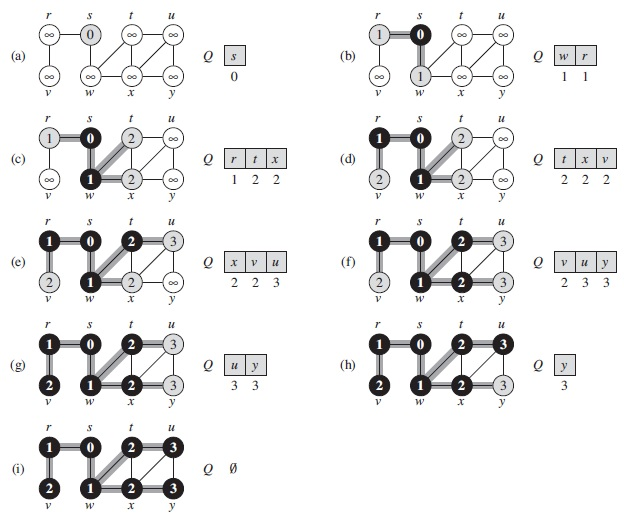 r s t u
∞ 0 ∞ ∞
(a) Q s
0
∞ ∞ ∞ ∞
v w x y
r s t u
1 0 ∞ ∞
(b) Q w r
1 1
∞ 1 ∞ ∞
v w x y
r s t u
1 0 2 ∞
(c) Q r t x
1 2 2
∞ 1 2 ∞
v w x y
r s t u
1 0 2 ∞
(d) Q t x v
2 2 2
2 1 2 ∞
v w x y
r s t u
1 0 2 3
(e) Q x v u
2 2 3
2 1 2 ∞
v w x y
r s t u
1 0 2 3
(f) Q v u y
2 3 3
2 1 2 3
v w x y
r s t u
1 0 2 3
(g) Q u y
3 3
2 1 2 3
v w x y
r s t u
1 0 2 3
(h) Q y
3
2 1 2 3
v w x y
r s t u
1 0 2 3
(i) Q ∅
2 1 2 3
v w x y